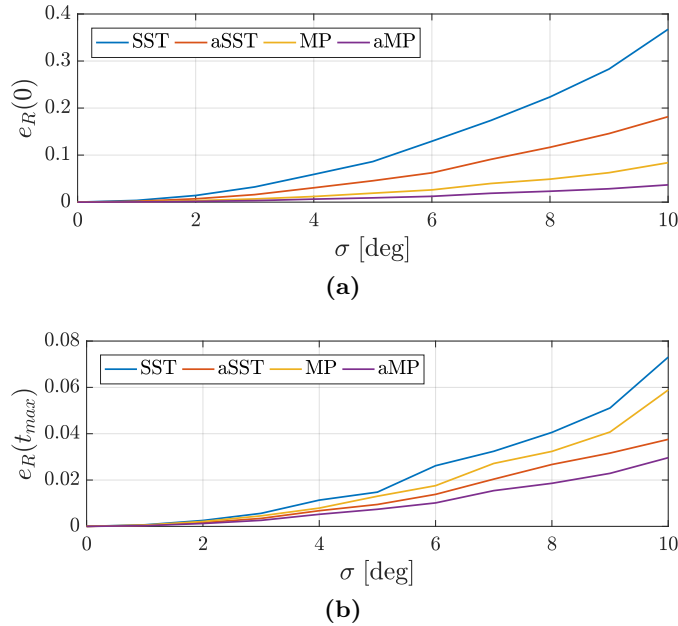 0.4
0.3
0.2
0.1
0
e_R(0)
SST aSST MP aMP
0 2 4 6 8 10
σ [deg]
(a)
0.08
0.06
0.04
0.02
0
e_R(t_{max})
SST aSST MP aMP
0 2 4 6 8 10
σ [deg]
(b)